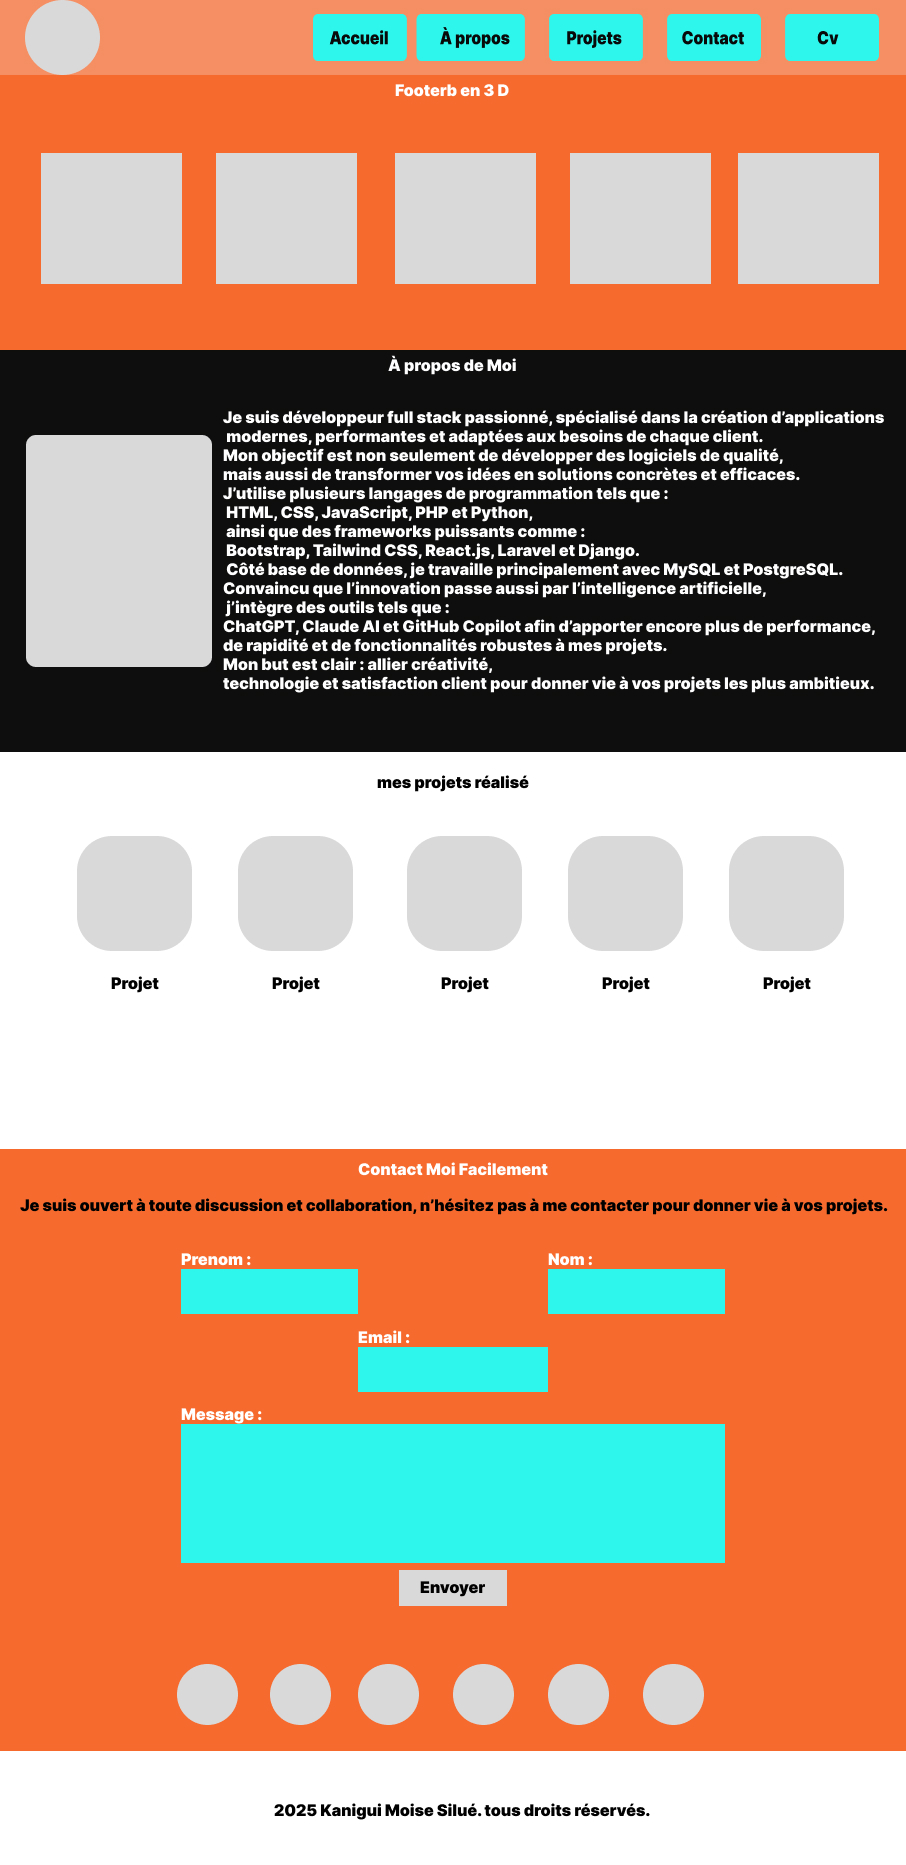 Accueil
À propos
Projets
Contact
Cv
Footerb en 3 D
À propos de Moi
Je suis développeur full stack passionné, spécialisé dans la création d’applications
modernes, performantes et adaptées aux besoins de chaque client.
Mon objectif est non seulement de développer des logiciels de qualité,
mais aussi de transformer vos idées en solutions concrètes et efficaces.
J’utilise plusieurs langages de programmation tels que :
HTML, CSS, JavaScript, PHP et Python,
ainsi que des frameworks puissants comme :
Bootstrap, Tailwind CSS, React.js, Laravel et Django.
Côté base de données, je travaille principalement avec MySQL et PostgreSQL.
Convaincu que l’innovation passe aussi par l’intelligence artificielle,
j’intègre des outils tels que :
ChatGPT, Claude AI et GitHub Copilot afin d’apporter encore plus de performance,
de rapidité et de fonctionnalités robustes à mes projets.
Mon but est clair : allier créativité,
technologie et satisfaction client pour donner vie à vos projets les plus ambitieux.
mes projets réalisé
Projet
Projet
Projet
Projet
Projet
Contact Moi Facilement
Je suis ouvert à toute discussion et collaboration, n’hésitez pas à me contacter pour donner vie à vos projets.
Prenom :
Nom :
Email :
Message :
Envoyer
2025 Kanigui Moise Silué. tous droits réservés.